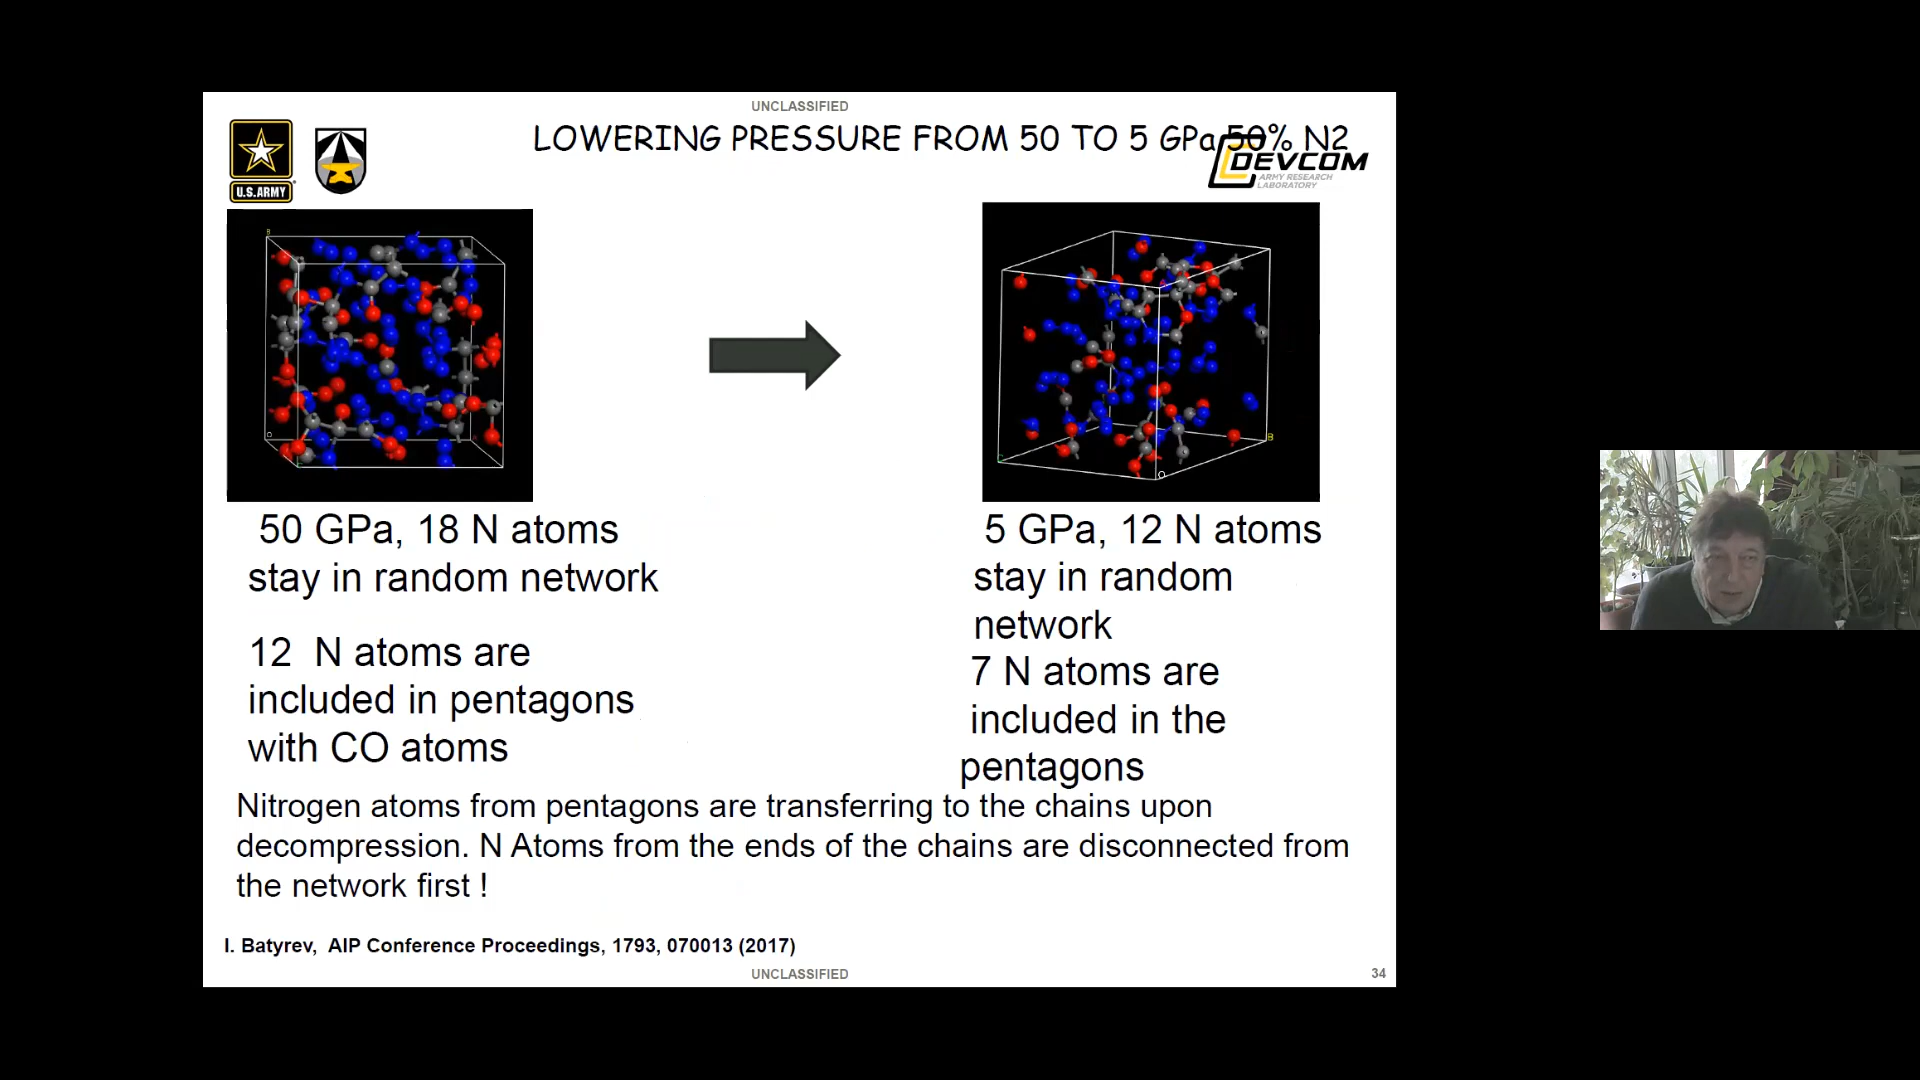 UNCLASSIFIED
LOWERING PRESSURE FROM 50 TO 5 GPa 50% N2
U.S.ARMY
DEVCOM
ARMY RESEARCH
LABORATORY
50 GPa, 18 N atoms
stay in random network
12 N atoms are
included in pentagons
with CO atoms
5 GPa, 12 N atoms
stay in random
network
7 N atoms are
included in the
pentagons
Nitrogen atoms from pentagons are transferring to the chains upon
decompression. N Atoms from the ends of the chains are disconnected from
the network first !
I. Batyrev, AIP Conference Proceedings, 1793, 070013 (2017)
UNCLASSIFIED
34